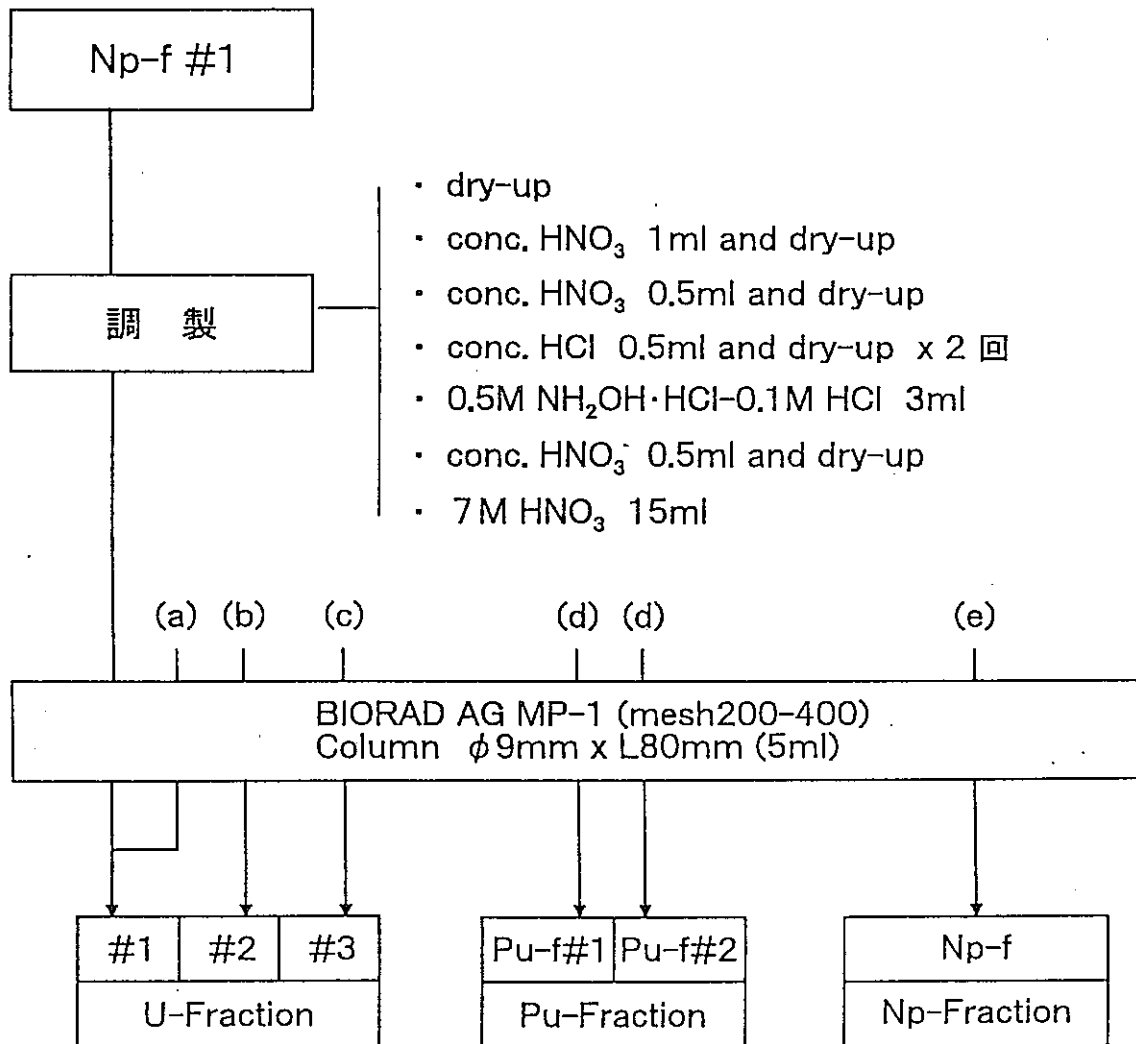 Np-f #1
調 製
・ dry-up
・ conc. HNO₃ 1ml and dry-up
・ conc. HNO₃ 0.5ml and dry-up
・ conc. HCl 0.5ml and dry-up x 2 回
・ 0.5M NH₂OH·HCl-0.1M HCl 3ml
・ conc. HNO₃ 0.5ml and dry-up
・ 7M HNO₃ 15ml
(a) (b) (c) (d) (d) (e)
BIORAD AG MP-1 (mesh200-400)
Column φ9mm x L80mm (5ml)
#1 #2 #3 Pu-f#1 Pu-f#2 Np-f
U-Fraction Pu-Fraction Np-Fraction